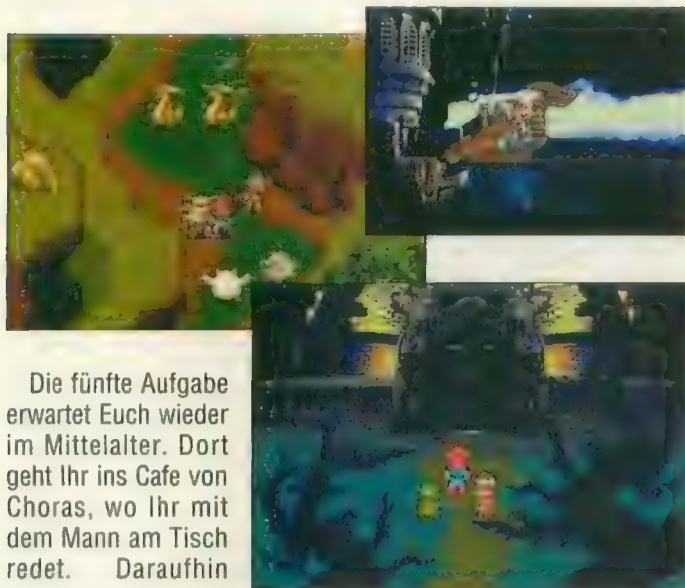 Die fünfte Aufgabe
erwartet Euch wieder
im Mittelalter. Dort
geht Ihr ins Cafe von
Choras, wo Ihr mit
dem Mann am Tisch
redet. Daraufhin